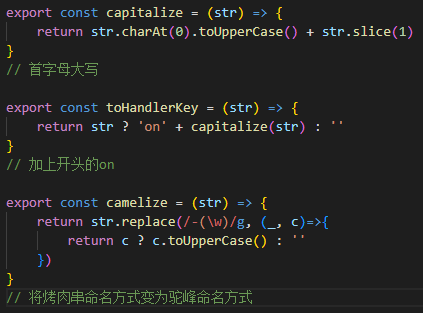 export const capitalize = (str) => {
    return str.charAt(0).toUpperCase() + str.slice(1)
}
// 首字母大写
export const toHandlerKey = (str) => {
    return str ? 'on' + capitalize(str) : ''
}
// 加上开头的on
export const camelize = (str) => {
    return str.replace(/-(\w)/g, (_, c)=>{
        return c ? c.toUpperCase() : ''
    })
}
// 将烤肉串命名方式变为驼峰命名方式